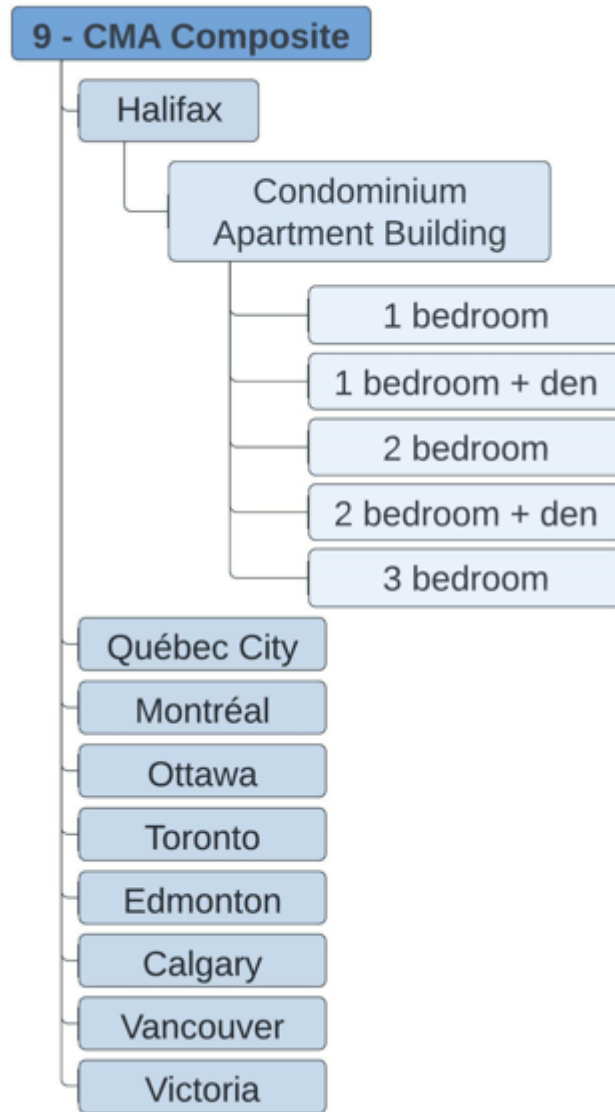 9 - CMA Composite
Halifax
Condominium
Apartment Building
1 bedroom
1 bedroom + den
2 bedroom
2 bedroom + den
3 bedroom
Québec City
Montréal
Ottawa
Toronto
Edmonton
Calgary
Vancouver
Victoria